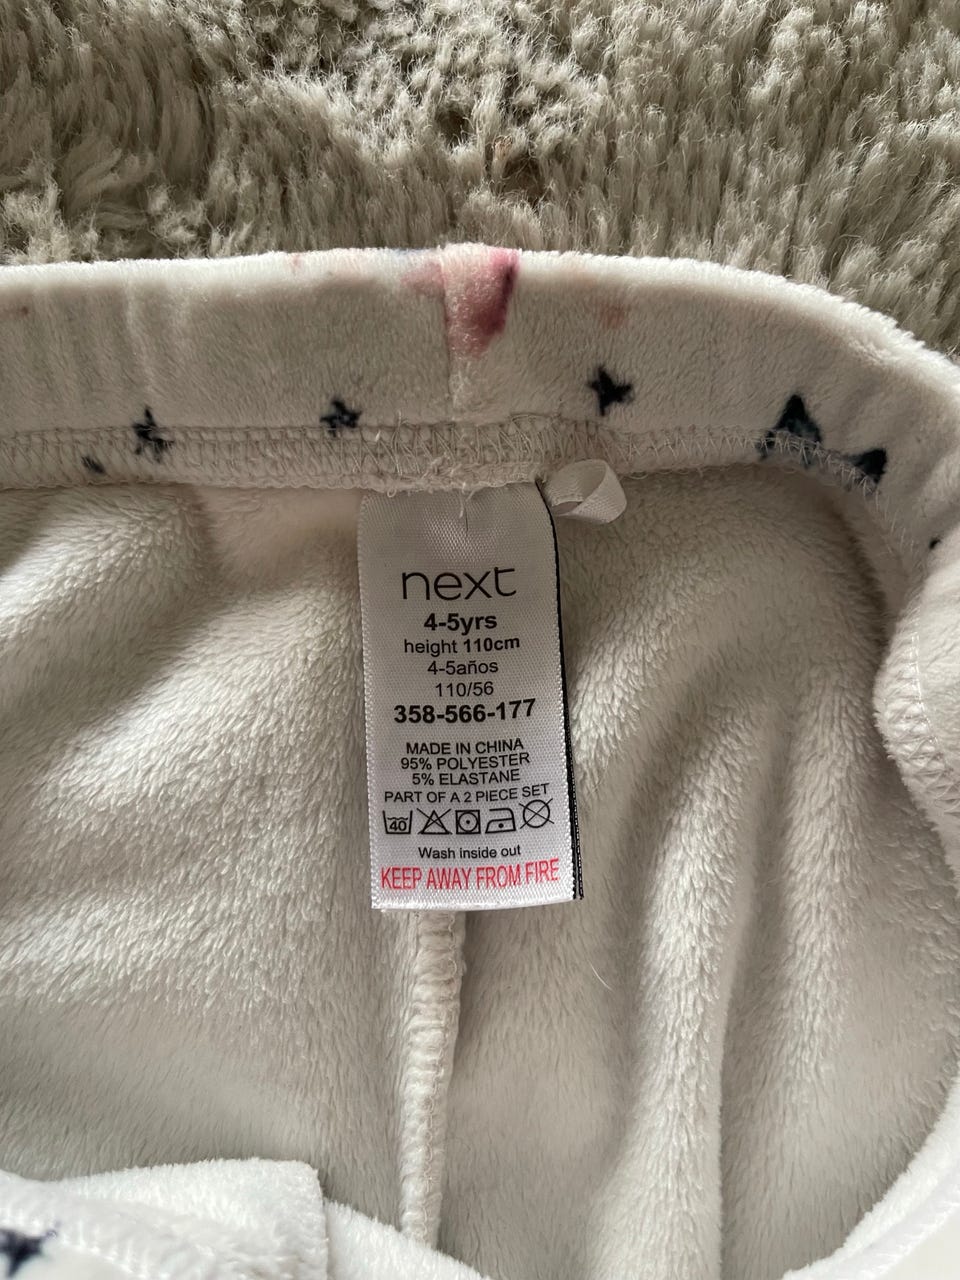 next
4-5yrs
height 110cm
4-5años
110/56
358-566-177
MADE IN CHINA
95% POLYESTER
5% ELASTANE
PART OF A 2 PIECE SET
40
Wash inside out
KEEP AWAY FROM FIRE